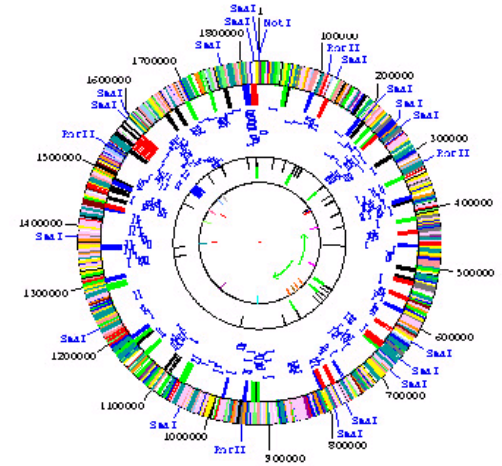 SmaI
1
SmaI
NotI
1800000
100000
SmaI
RsrII
SmaI
1700000
200000
1600000
SmaI
SmaI
SmaI
SmaI
SmaI
RsrII
300000
RsrII
1500000
400000
1400000
SmaI
500000
1300000
600000
SmaI
SmaI
1200000
SmaI
SmaI
700000
1100000
SmaI
SmaI
SmaI
1000000
800000
RsrII
900000